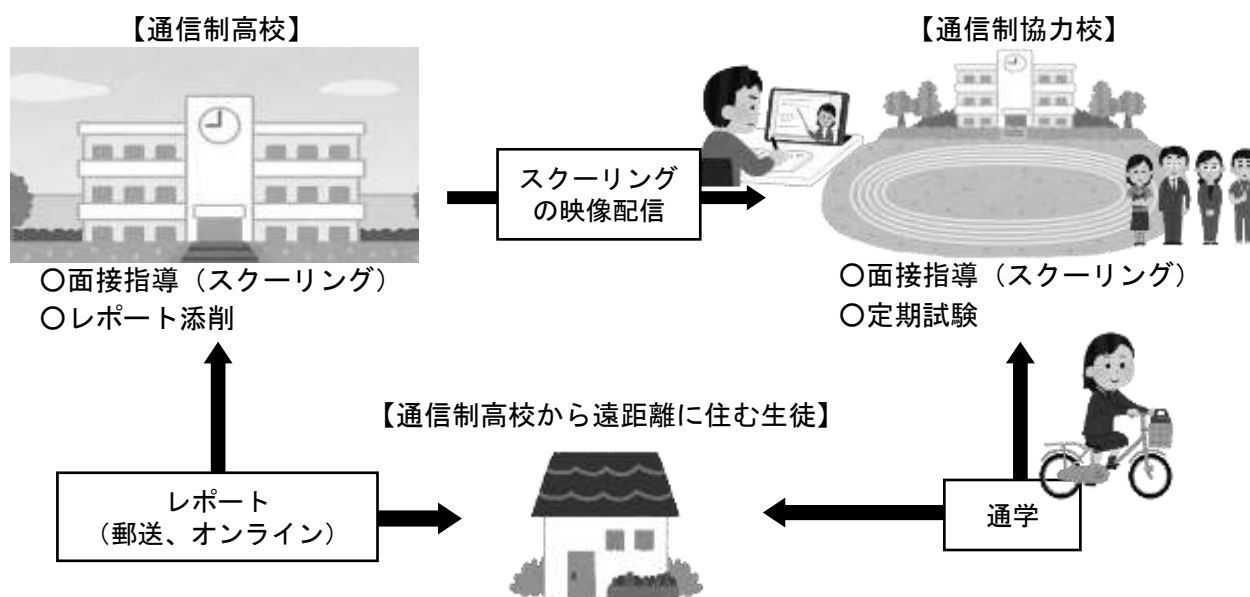 【通信制高校】
【通信制協力校】
スクーリング
の映像配信
○面接指導（スクーリング）
○レポート添削
○面接指導（スクーリング）
○定期試験
【通信制高校から遠距離に住む生徒】
レポート
（郵送、オンライン）
通学